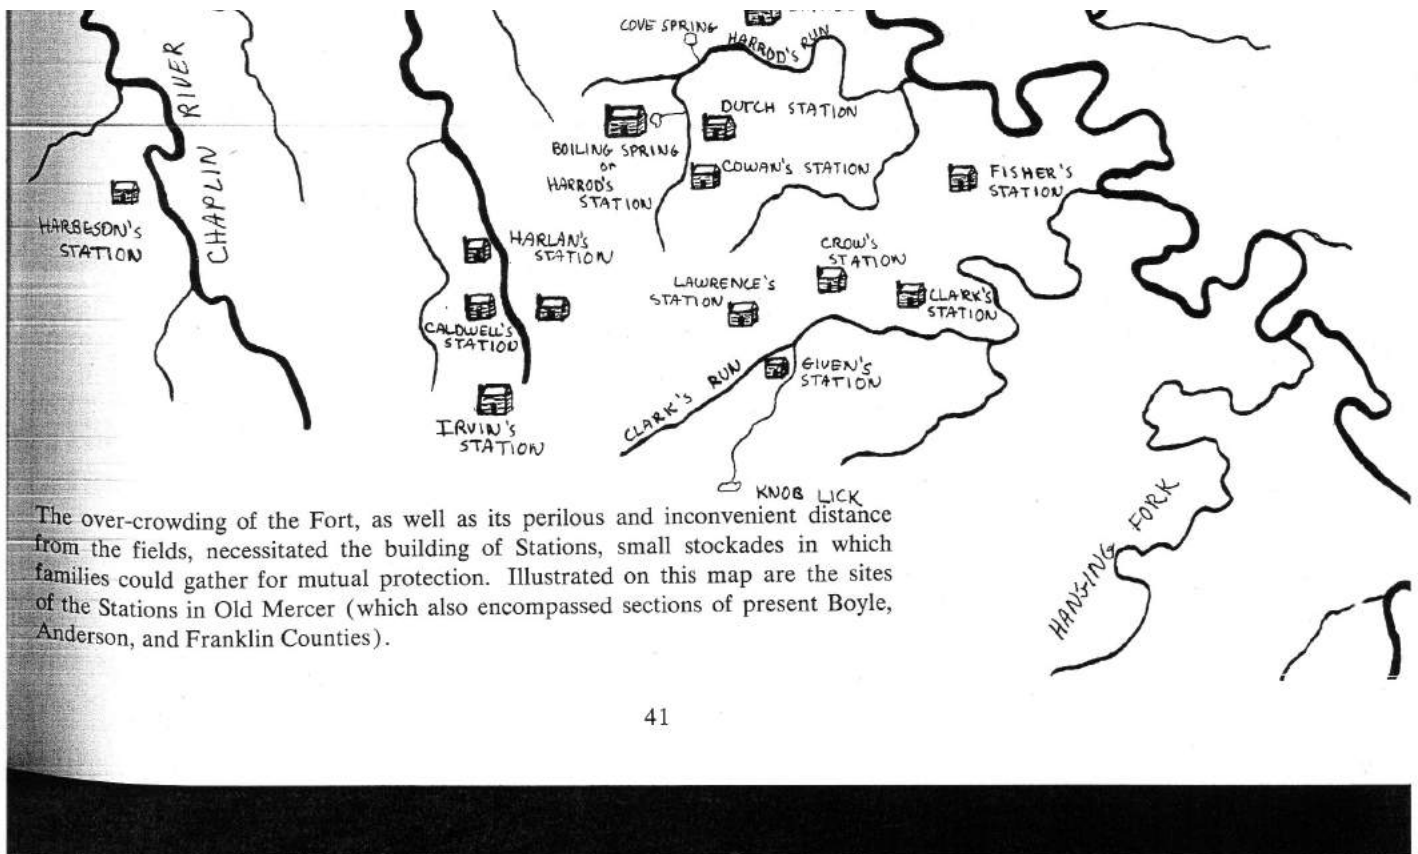 COVE SPRING
HARROD'S RUN
RIVER
CHAPLIN
DUTCH STATION
BOILING SPRING
or
HARROD'S
STATION
COWAN'S STATION
FISHER'S
STATION
HARBESON'S
STATION
HARLAN'S
STATION
CROW'S
STATION
LAWRENCE'S
STATION
CLARK'S
STATION
CALDWELL'S
STATION
CLARK'S RUN
GIVEN'S
STATION
IRVIN'S
STATION
KNOB LICK
HANGING FORK
The over-crowding of the Fort, as well as its perilous and inconvenient distance
from the fields, necessitated the building of Stations, small stockades in which
families could gather for mutual protection. Illustrated on this map are the sites
of the Stations in Old Mercer (which also encompassed sections of present Boyle,
Anderson, and Franklin Counties).
41